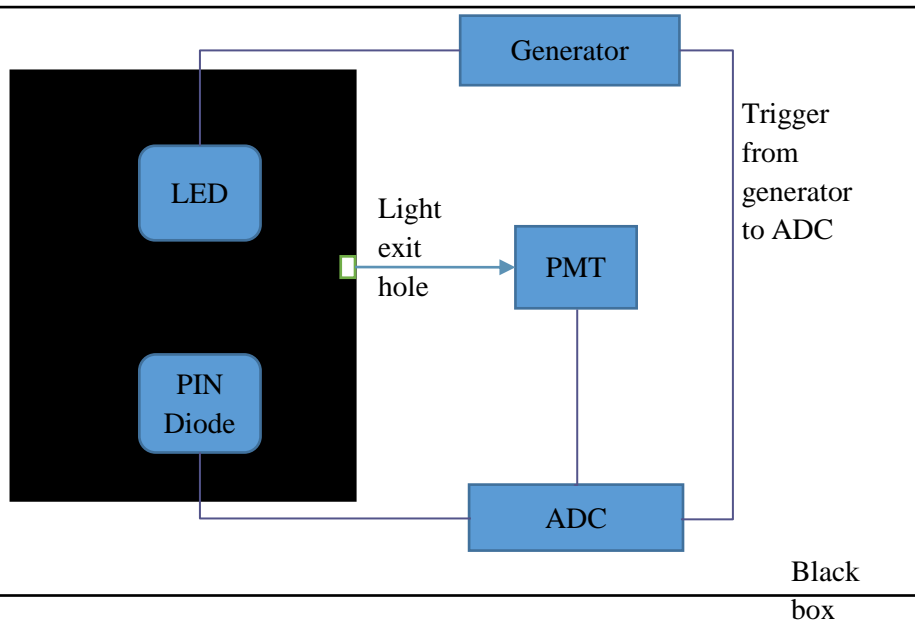 Generator
Trigger
from
generator
to ADC
LED
Light
exit
hole
PMT
PIN
Diode
ADC
Black
box